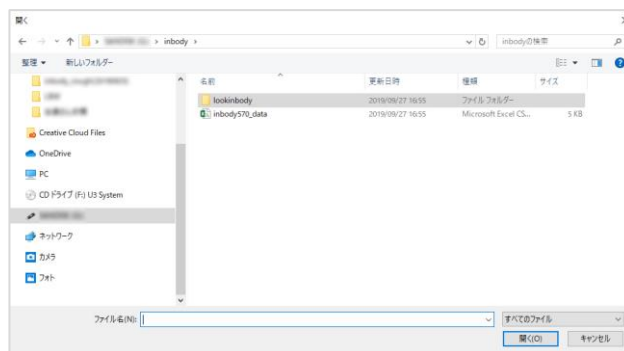 開く
> inbody >
inbodyの検索
整理 ▼ 新しいフォルダー
名前 更新日時 種類 サイズ
lookinbody 2019/09/27 16:55 ファイル フォルダー
inbody570_data 2019/09/27 16:55 Microsoft Excel CS... 5 KB
Creative Cloud Files
OneDrive
PC
CD ドライブ (F:) U3 System
ネットワーク
カメラ
フォト
ファイル名(N):
すべてのファイル
開く(O) キャンセル